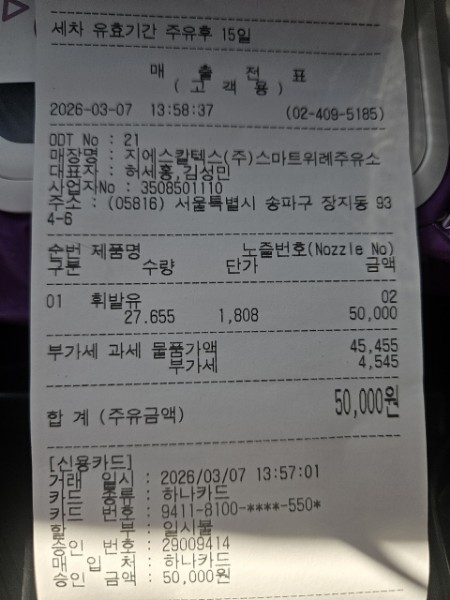 세차 유효기간 주유후 15일
매 출 전 표
( 고 객 용 )
2026-03-07 13:58:37 (02-409-5185)
ODT No : 21
매장명 : 지에스칼텍스(주)스마트위례주유소
대표자 : 허세홍,김성민
사업자No : 3508501110
주소 : (05816) 서울특별시 송파구 장지동 93
4-6
순번 제품명 노즐번호(Nozzle No)
구분 수량 단가 금액
01 휘발유 02
27.655 1,808 50,000
부가세 과세 물품가액 45,455
부가세 4,545
합 계 (주유금액) 50,000원
[신용카드]
거래 일시 : 2026/03/07 13:57:01
카드 종류 : 하나카드
카드 번호 : 9411-8100-****-550*
할 부 : 일시불
승인 번호 : 29009414
매 입 처 : 하나카드
승인 금액 : 50,000원